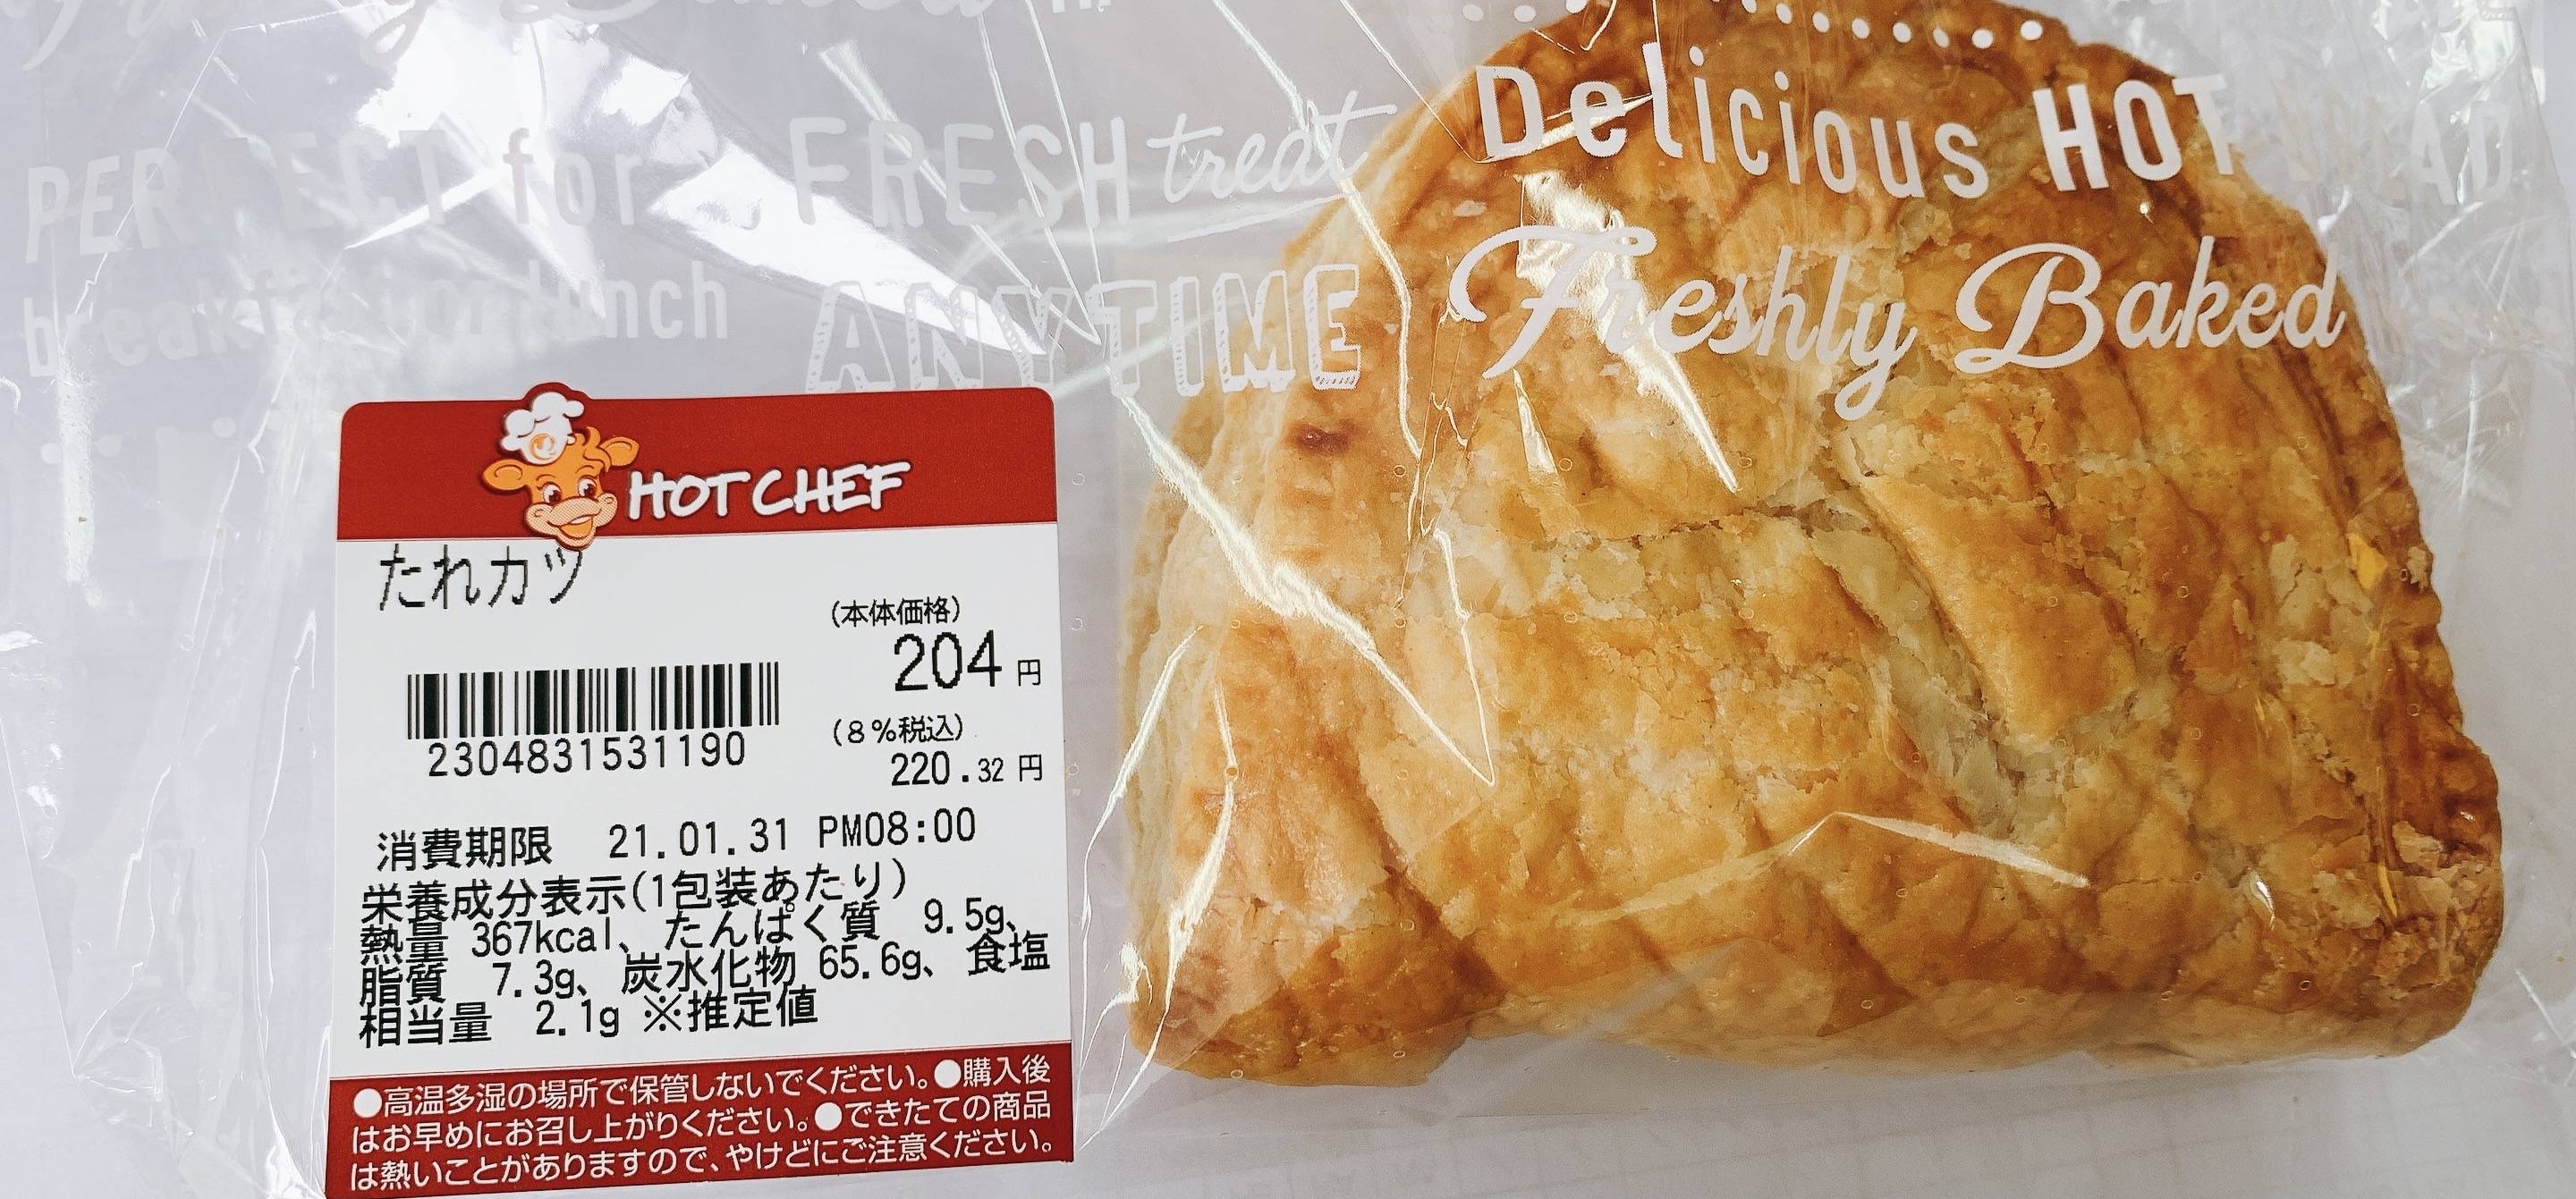 Baked
PERFECT for
breakfast or lunch
FRESH treat
ANYTIME
Delicious HOT
Freshly Baked
HOT CHEF
たれカツ
(本体価格)
204 円
2304831531190
(8%税込)
220.32 円
消費期限 21.01.31 PM08:00
栄養成分表示(1包装あたり)
熱量 367kcal、たんぱく質 9.5g、
脂質 7.3g、炭水化物 65.6g、食塩
相当量 2.1g ※推定値
●高温多湿の場所で保管しないでください。●購入後
はお早めにお召し上がりください。●できたての商品
は熱いことがありますので、やけどにご注意ください。